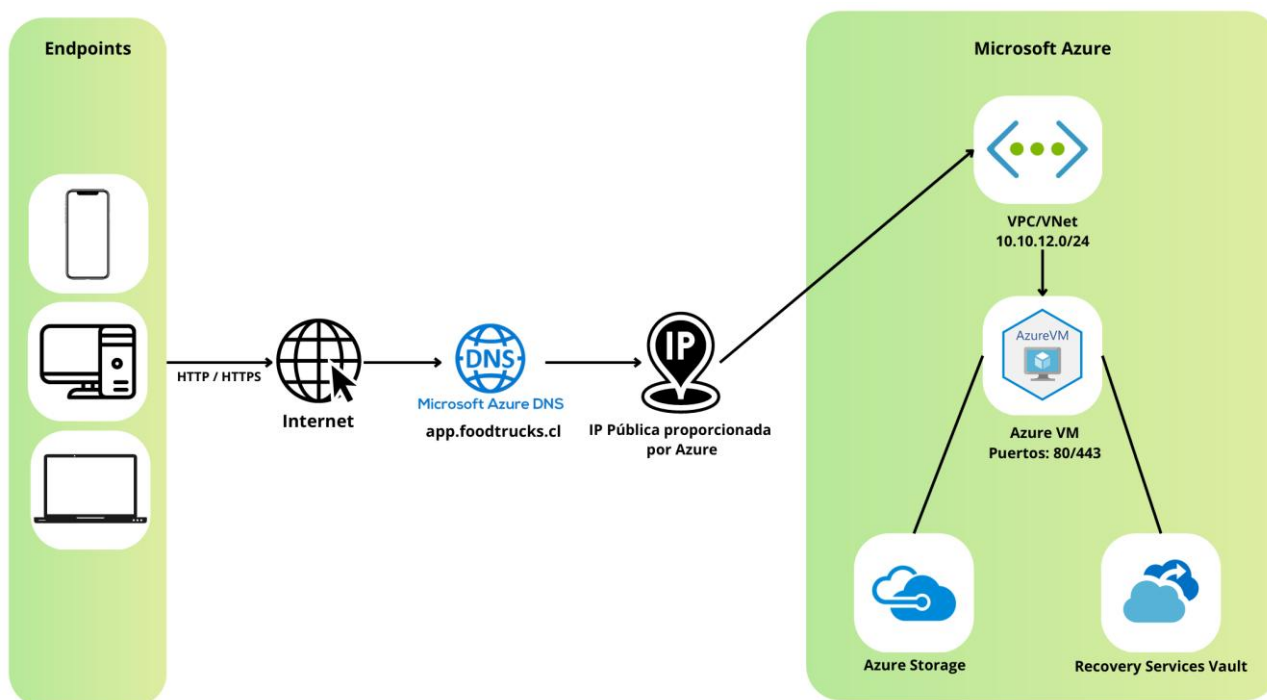 Endpoints
HTTP / HTTPS
Internet
DNS
Microsoft Azure DNS
app.foodtrucks.cl
IP
IP Pública proporcionada
por Azure
Microsoft Azure
VPC/VNet
10.10.12.0/24
AzureVM
Azure VM
Puertos: 80/443
Azure Storage
Recovery Services Vault